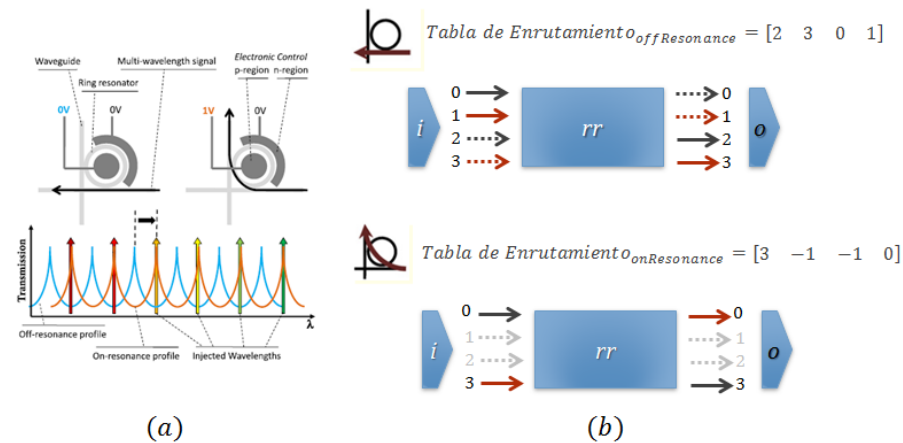 Electronic Control
Waveguide
Multi-wavelength signal
p-region
n-region
Ring resonator
0V
0V
1V
0V
Transmission
λ
Off-resonance profile
On-resonance profile
Injected Wavelengths
(a)
Tabla de Enrutamiento_offResonance = [2 3 0 1]
i
0
1
2
3
rr
0
1
2
3
o
Tabla de Enrutamiento_onResonance = [3 −1 −1 0]
i
0
1
2
3
rr
0
1
2
3
o
(b)